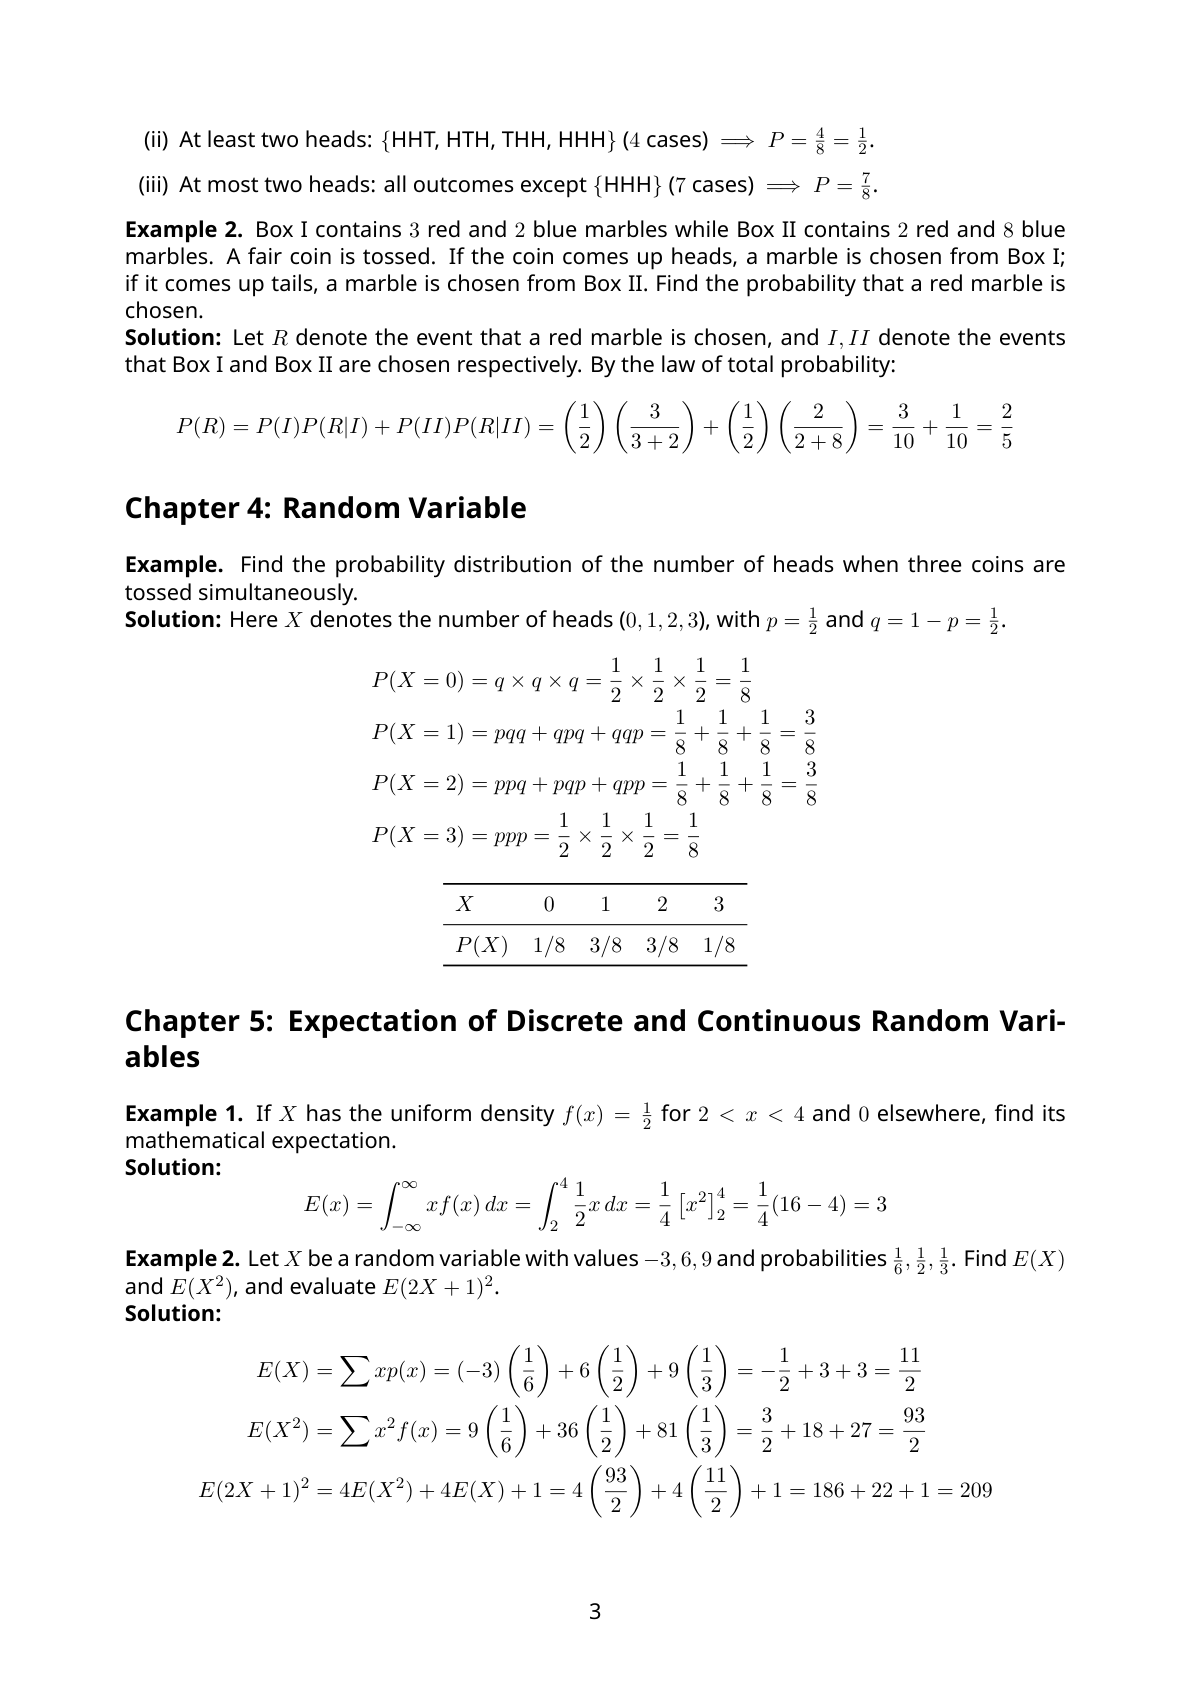 (ii) At least two heads: {HHT, HTH, THH, HHH} (4 cases) ⟹ P = 4/8 = 1/2.
(iii) At most two heads: all outcomes except {HHH} (7 cases) ⟹ P = 7/8.
Example 2. Box I contains 3 red and 2 blue marbles while Box II contains 2 red and 8 blue
marbles. A fair coin is tossed. If the coin comes up heads, a marble is chosen from Box I;
if it comes up tails, a marble is chosen from Box II. Find the probability that a red marble is
chosen.
Solution: Let R denote the event that a red marble is chosen, and I, II denote the events
that Box I and Box II are chosen respectively. By the law of total probability:
P(R) = P(I)P(R|I) + P(II)P(R|II) = (1/2)(3/(3 + 2)) + (1/2)(2/(2 + 8)) = 3/10 + 1/10 = 2/5
Chapter 4: Random Variable
Example. Find the probability distribution of the number of heads when three coins are
tossed simultaneously.
Solution: Here X denotes the number of heads (0, 1, 2, 3), with p = 1/2 and q = 1 − p = 1/2.
P(X = 0) = q × q × q = 1/2 × 1/2 × 1/2 = 1/8
P(X = 1) = pqq + qpq + qqp = 1/8 + 1/8 + 1/8 = 3/8
P(X = 2) = ppq + pqp + qpp = 1/8 + 1/8 + 1/8 = 3/8
P(X = 3) = ppp = 1/2 × 1/2 × 1/2 = 1/8
X 0 1 2 3
P(X) 1/8 3/8 3/8 1/8
Chapter 5: Expectation of Discrete and Continuous Random Vari-
ables
Example 1. If X has the uniform density f(x) = 1/2 for 2 < x < 4 and 0 elsewhere, find its
mathematical expectation.
Solution:
E(x) = ∫_{−∞}^{∞} xf(x) dx = ∫_2^4 1/2 x dx = 1/4 [x²]_2^4 = 1/4(16 − 4) = 3
Example 2. Let X be a random variable with values −3, 6, 9 and probabilities 1/6, 1/2, 1/3. Find E(X)
and E(X²), and evaluate E(2X + 1)².
Solution:
E(X) = ∑ xp(x) = (−3)(1/6) + 6(1/2) + 9(1/3) = −1/2 + 3 + 3 = 11/2
E(X²) = ∑ x²f(x) = 9(1/6) + 36(1/2) + 81(1/3) = 3/2 + 18 + 27 = 93/2
E(2X + 1)² = 4E(X²) + 4E(X) + 1 = 4(93/2) + 4(11/2) + 1 = 186 + 22 + 1 = 209
3